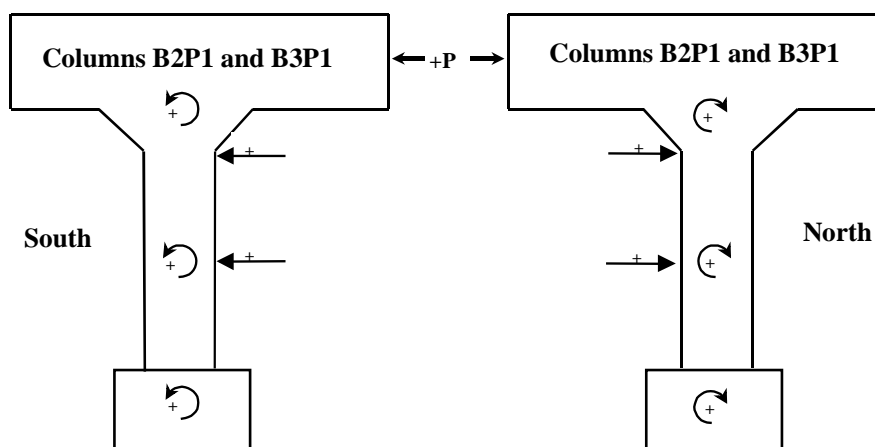 Columns B2P1 and B3P1
+P
Columns B2P1 and B3P1
+
+
+
+
South
North
+
+
+
+
+
+